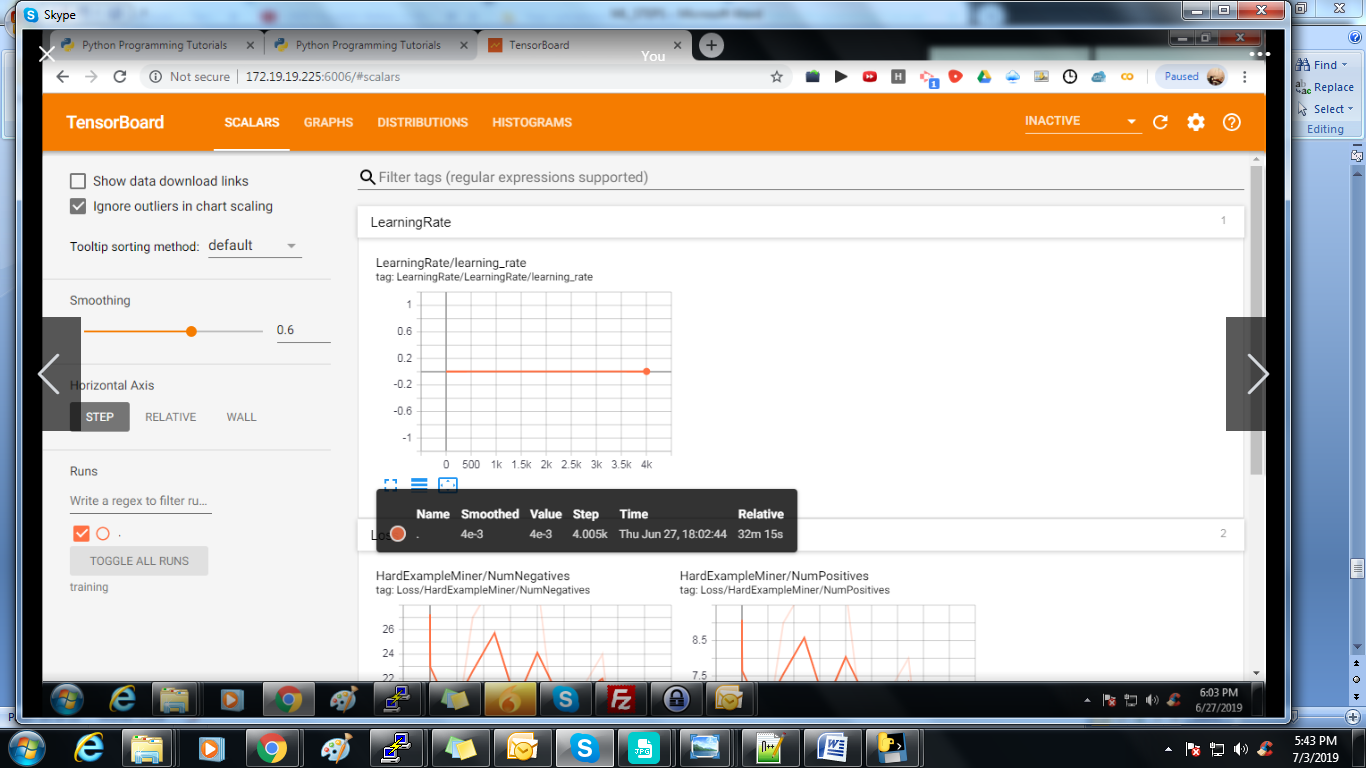 Skype
Python Programming Tutorials
Python Programming Tutorials
TensorBoard
You
Not secure
172.19.19.225:6006/#scalars
1
Paused
Find
Replace
Select
Editing
TensorBoard
SCALARS
GRAPHS
DISTRIBUTIONS
HISTOGRAMS
INACTIVE
Show data download links
Ignore outliers in chart scaling
Tooltip sorting method: default
Smoothing
0.6
Horizontal Axis
STEP
RELATIVE
WALL
Runs
Write a regex to filter ru...
.
TOGGLE ALL RUNS
training
Filter tags (regular expressions supported)
LearningRate
1
LearningRate/learning_rate
tag: LearningRate/LearningRate/learning_rate
1
0.6
0.2
-0.2
-0.6
-1
0 500 1k 1.5k 2k 2.5k 3k 3.5k 4k
Name Smoothed Value Step Time Relative
. 4e-3 4e-3 4.005k Thu Jun 27, 18:02:44 32m 15s
2
HardExampleMiner/NumNegatives
tag: Loss/HardExampleMiner/NumNegatives
26
24
22
HardExampleMiner/NumPositives
tag: Loss/HardExampleMiner/NumPositives
8.5
7.5
6:03 PM
6/27/2019
JPG
5:43 PM
7/3/2019